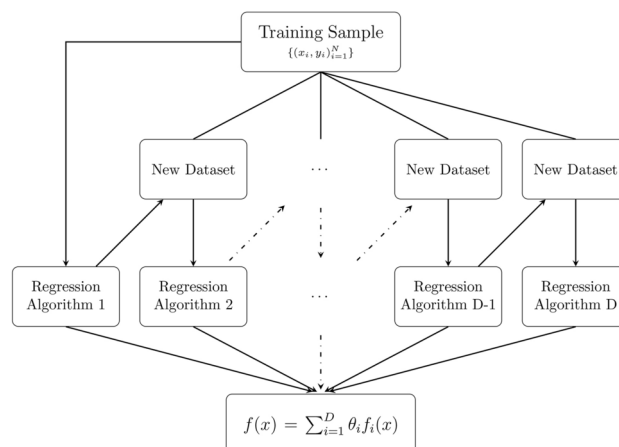 Training Sample
{(x_i, y_i)_{i=1}^N}
New Dataset
...
New Dataset
New Dataset
Regression
Algorithm 1
Regression
Algorithm 2
...
Regression
Algorithm D-1
Regression
Algorithm D
f(x) = ∑_{i=1}^D θ_i f_i(x)